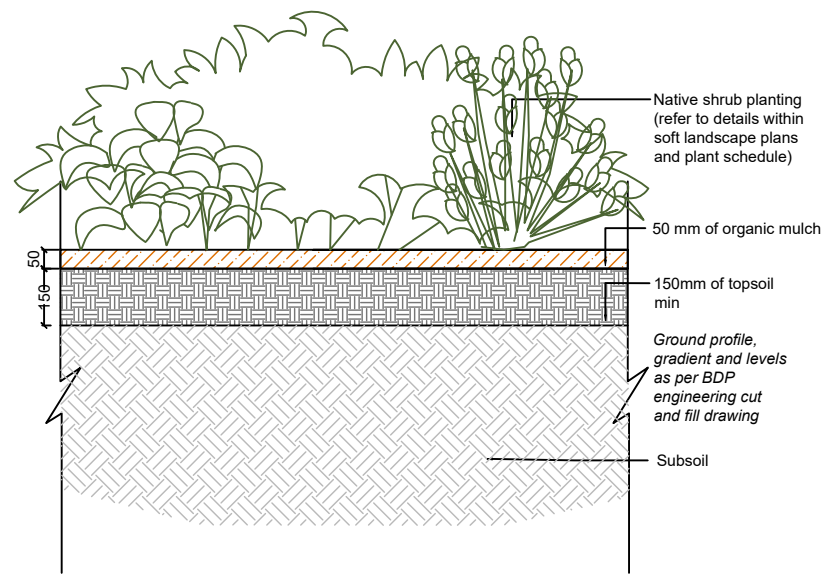 Native shrub planting
(refer to details within
soft landscape plans
and plant schedule)
50 mm of organic mulch
50
150mm of topsoil
min
150
Ground profile,
gradient and levels
as per BDP
engineering cut
and fill drawing
Subsoil